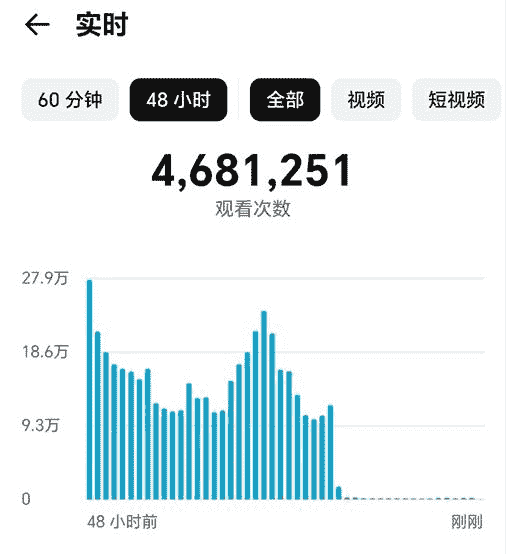 ← 实时
60 分钟 48 小时 全部 视频 短视频
4,681,251
观看次数
27.9万
18.6万
9.3万
0
48 小时前 刚刚